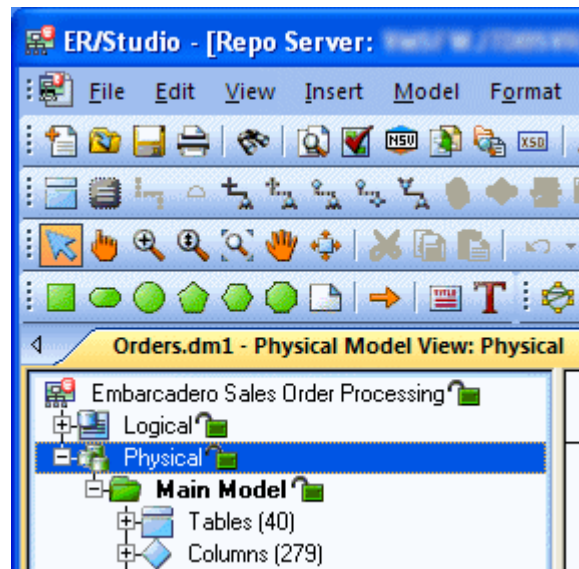 ER/Studio - [Repo Server:
File Edit View Insert Model Format
NSU XSD
TITLE T
Orders.dm1 - Physical Model View: Physical
Embarcadero Sales Order Processing
Logical
Physical
Main Model
Tables (40)
Columns (279)